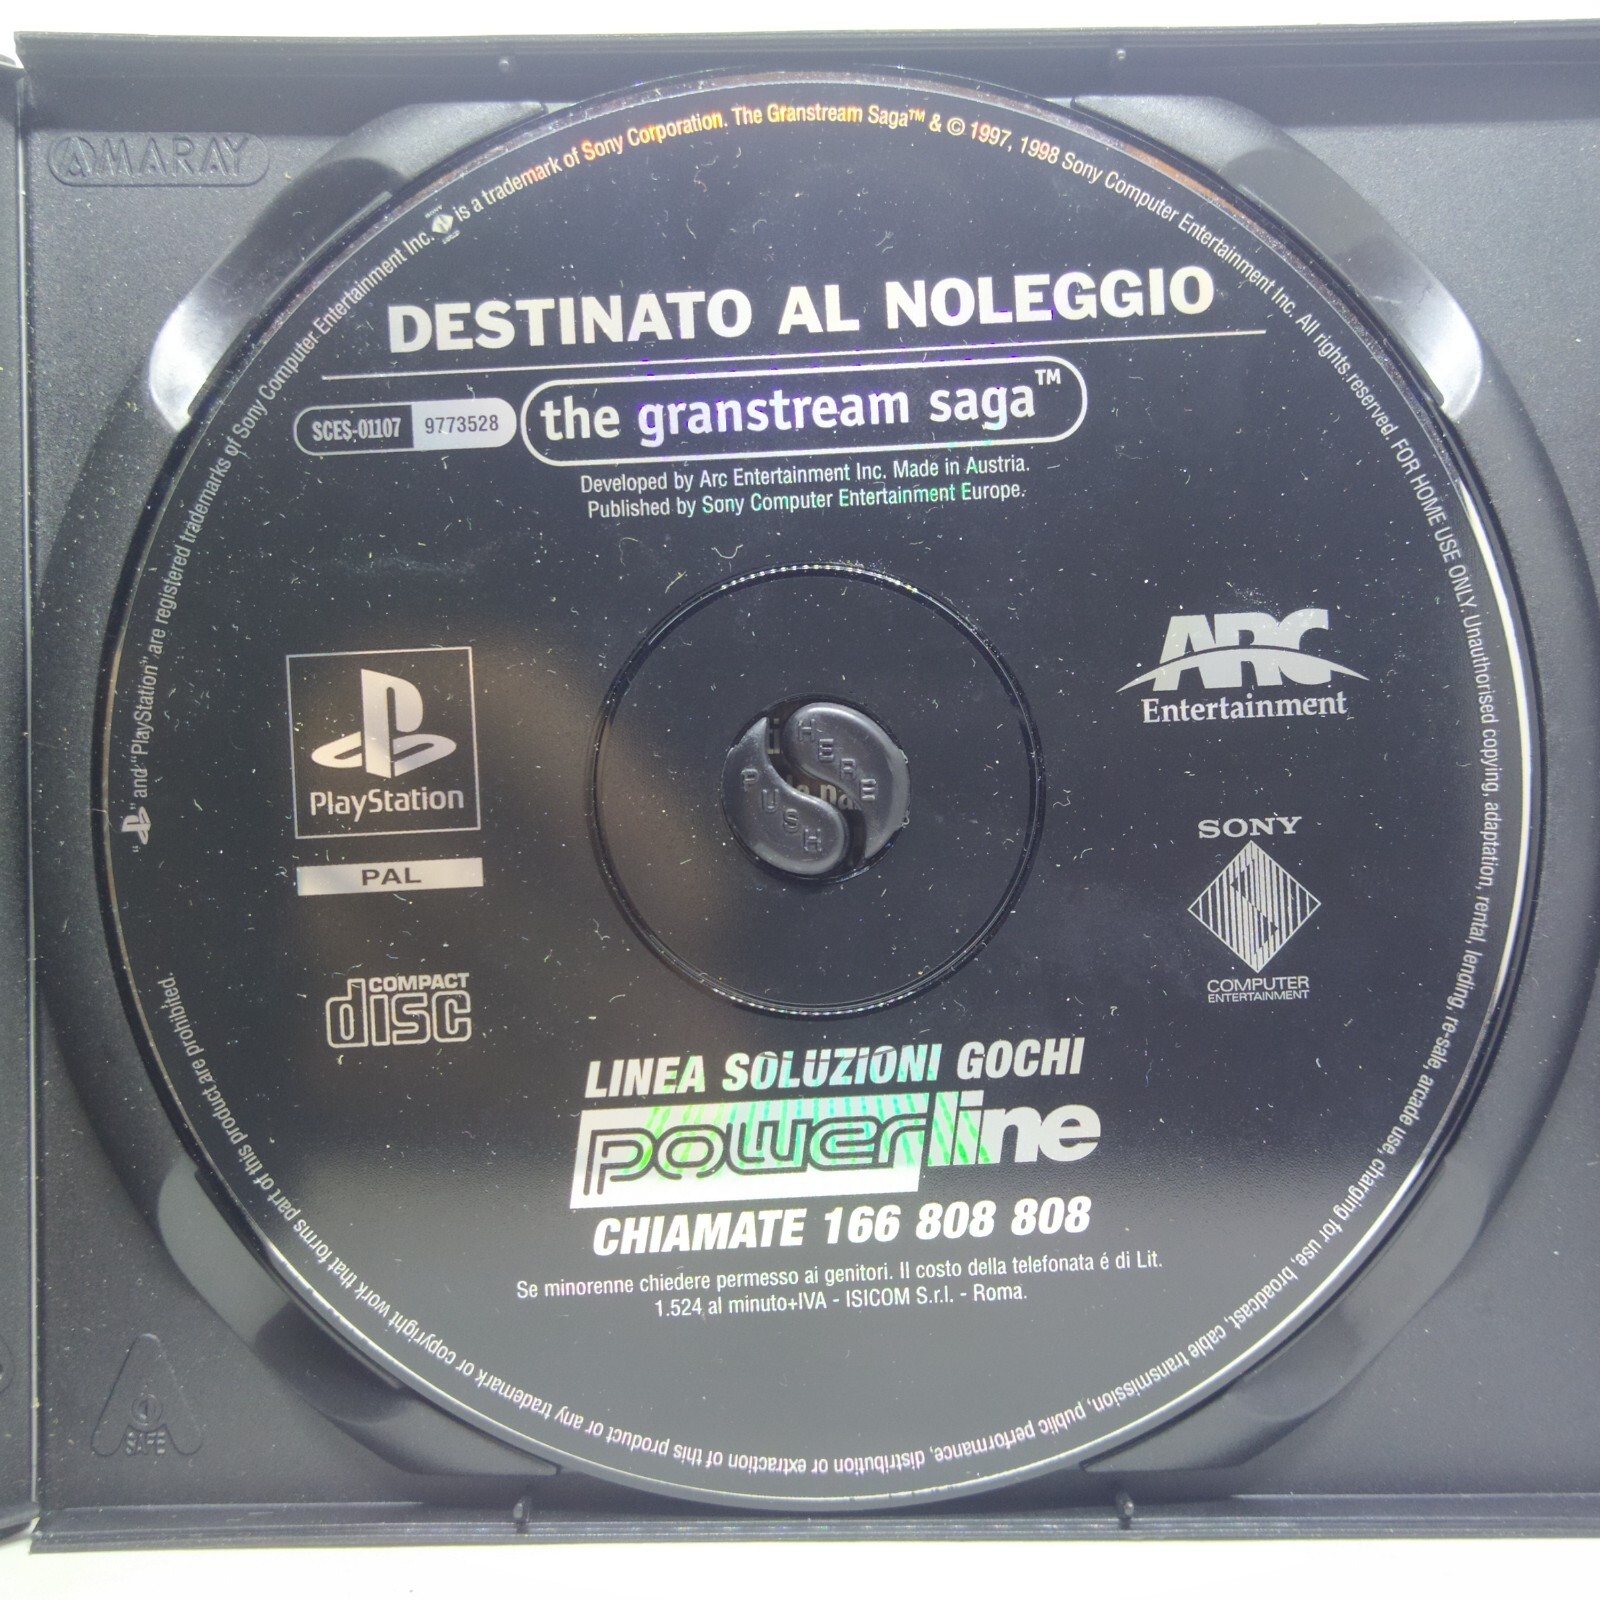 AMARAY
DESTINATO AL NOLEGGIO
SCES-01107 9773528
the granstream saga™
Developed by Arc Entertainment Inc. Made in Austria.
Published by Sony Computer Entertainment Europe.
PlayStation
PAL
COMPACT
disc
ARC
Entertainment
SONY
COMPUTER
ENTERTAINMENT
PUSH
HERE
LINEA SOLUZIONI GOCHI
powerline
CHIAMATE 166 808 808
Se minorenne chiedere permesso ai genitori. Il costo della telefonata é di Lit.
1.524 al minuto+IVA - ISICOM S.r.l. - Roma.
" " and "PlayStation" are registered trademarks of Sony Computer Entertainment Inc. is a trademark of Sony Corporation. The Granstream Saga™ & © 1997, 1998 Sony Computer Entertainment Inc. All rights reserved. FOR HOME USE ONLY. Unauthorised copying, adaptation, rental, lending, re-sale, arcade use, charging for use, broadcast, cable transmission, public performance, distribution or extraction of this product or any trademark or copyright work that forms part of this product are prohibited.
SAFE